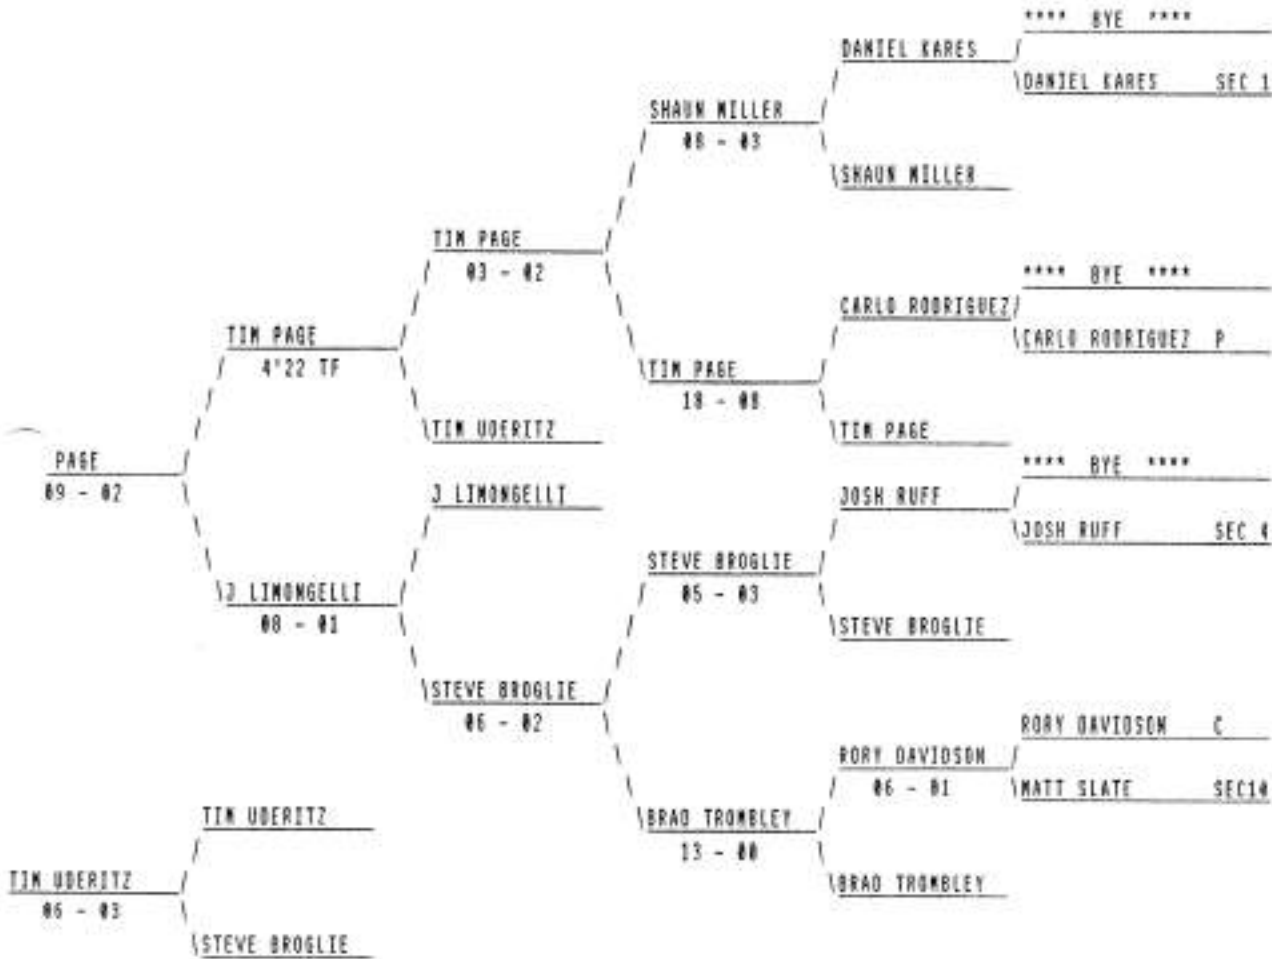 **** BYE ****
DANIEL KARES
DANIEL KARES SEC 1
SHAUN MILLER
08 - 03
SHAUN MILLER
TIM PAGE
03 - 02
**** BYE ****
CARLO RODRIGUEZ
TIM PAGE
CARLO RODRIGUEZ P
4'22 TF
TIM PAGE
18 - 08
TIM UDERITZ
TIM PAGE
PAGE
**** BYE ****
09 - 02
J LIMONGELLI
JOSH RUFF
JOSH RUFF SEC 4
STEVE BROGLIE
05 - 03
J LIMONGELLI
08 - 01
STEVE BROGLIE
STEVE BROGLIE
06 - 02
RORY DAVIDSON C
RORY DAVIDSON
06 - 01
MATT SLATE SEC10
TIM UDERITZ
BRAD TROMBLEY
13 - 00
TIM UDERITZ
06 - 03
BRAD TROMBLEY
STEVE BROGLIE